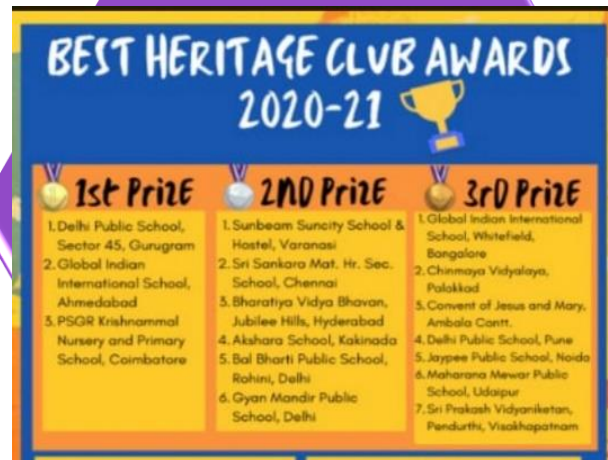 BEST HERITAGE CLUB AWARDS
2020-21
1st PrizE
1. Delhi Public School,
Sector 45, Gurugram
2. Global Indian
International School,
Ahmedabad
3. PSGR Krishnammal
Nursery and Primary
School, Coimbatore
2ND PrizE
1. Sunbeam Suncity School &
Hostel, Varanasi
2. Sri Sankara Mat. Hr. Sec.
School, Chennai
3. Bharatiya Vidya Bhavan,
Jubilee Hills, Hyderabad
4. Akshara School, Kakinada
5. Bal Bharti Public School,
Rohini, Delhi
6. Gyan Mandir Public
School, Delhi
3rD PrizE
1. Global Indian International
School, Whitefield,
Bangalore
2. Chinmaya Vidyalaya,
Palakkad
3. Convent of Jesus and Mary,
Ambala Cantt.
4. Delhi Public School, Pune
5. Jaypee Public School, Noida
6. Maharana Mewar Public
School, Udaipur
7. Sri Prakash Vidyaniketan,
Pendurthi, Visakhapatnam